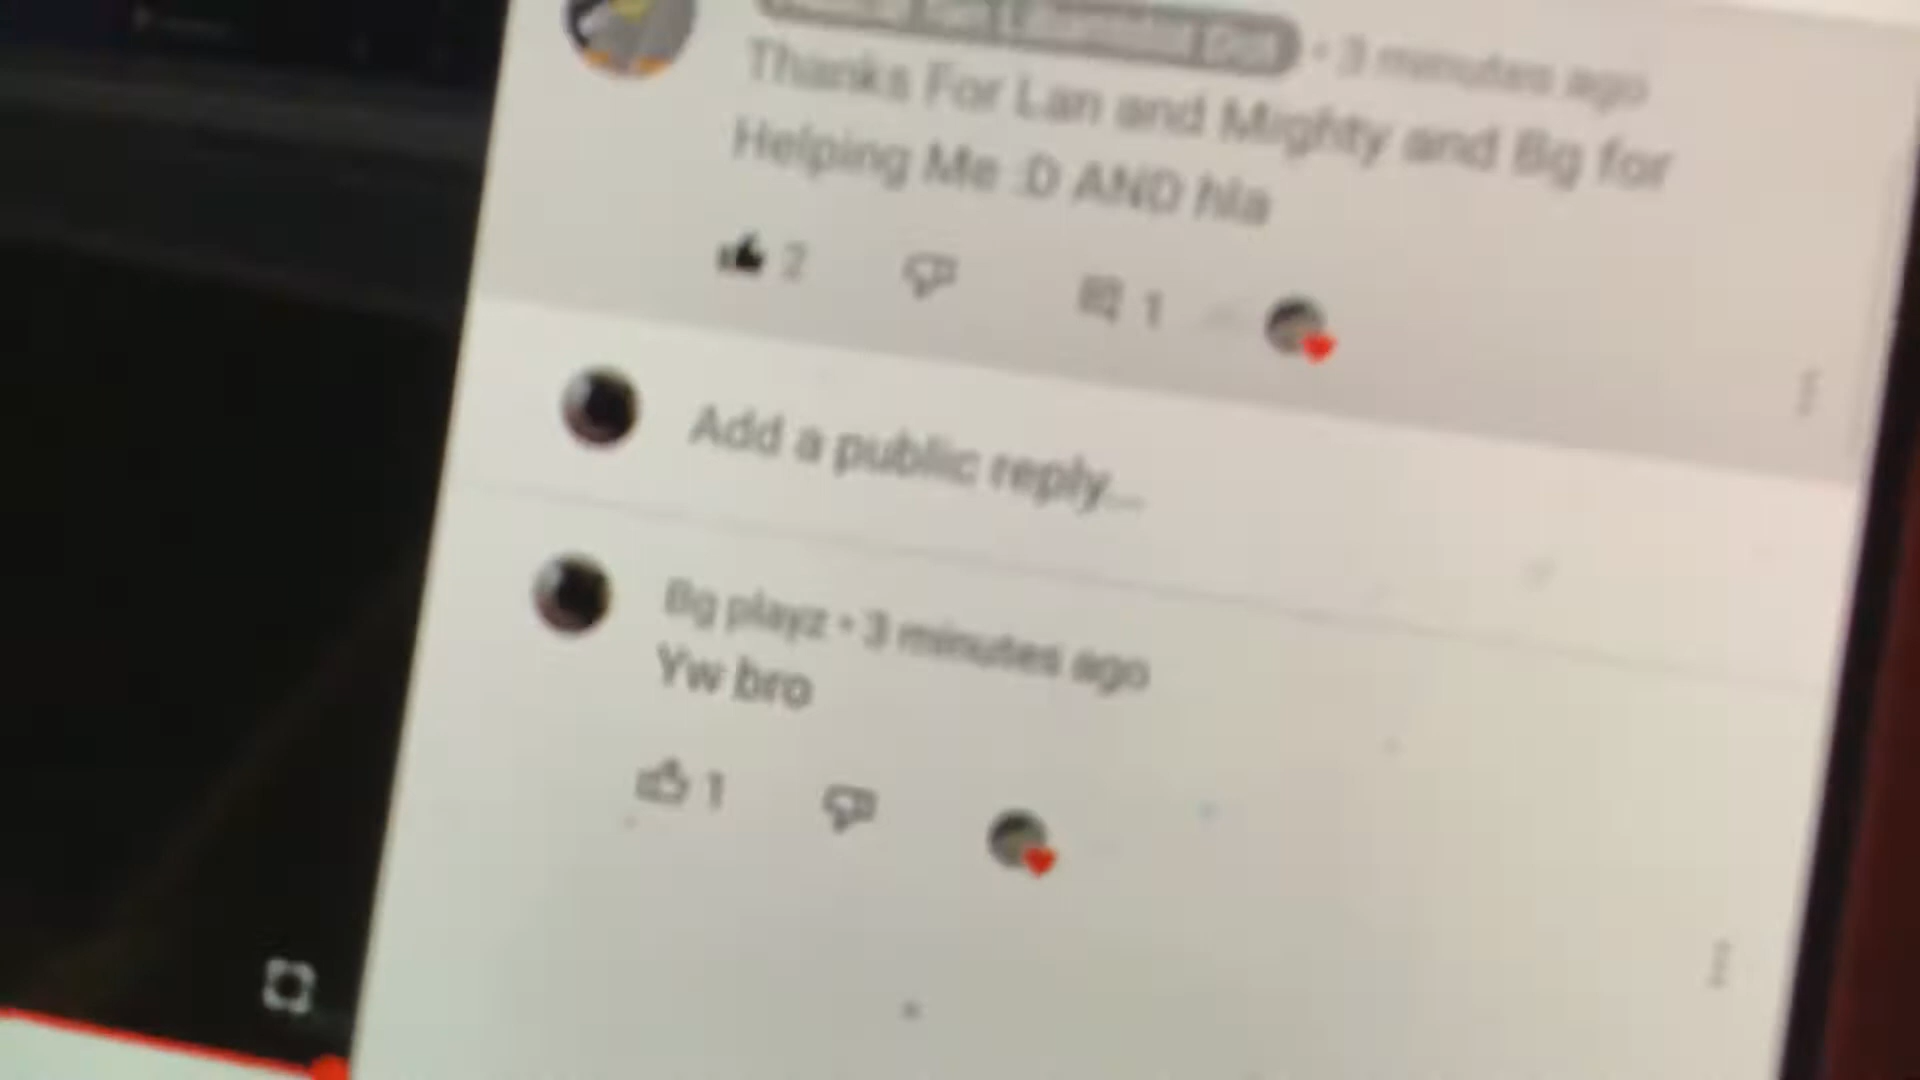 • 3 minutes ago
Thanks For Lan and Mighty and Bg for
Helping Me :D AND hla
2
1
Add a public reply...
Bg playz • 3 minutes ago
Yw bro
1